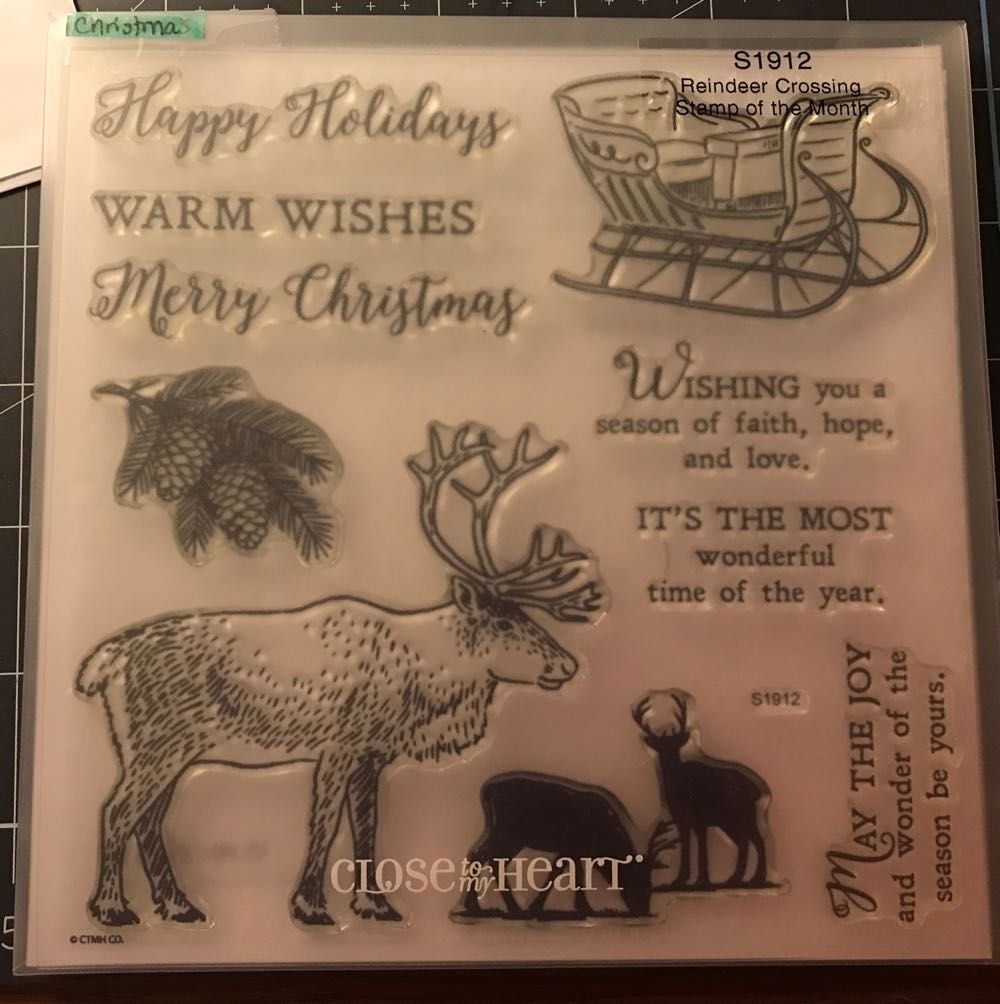 Christmas
S1912
Reindeer Crossing
Stamp of the Month
Happy Holidays
WARM WISHES
Merry Christmas
WISHING you a
season of faith, hope,
and love.
IT'S THE MOST
wonderful
time of the year.
S1912
MAY THE JOY
and wonder of the
season be yours.
CLOSE to my HEART
© CTMH CO.
5